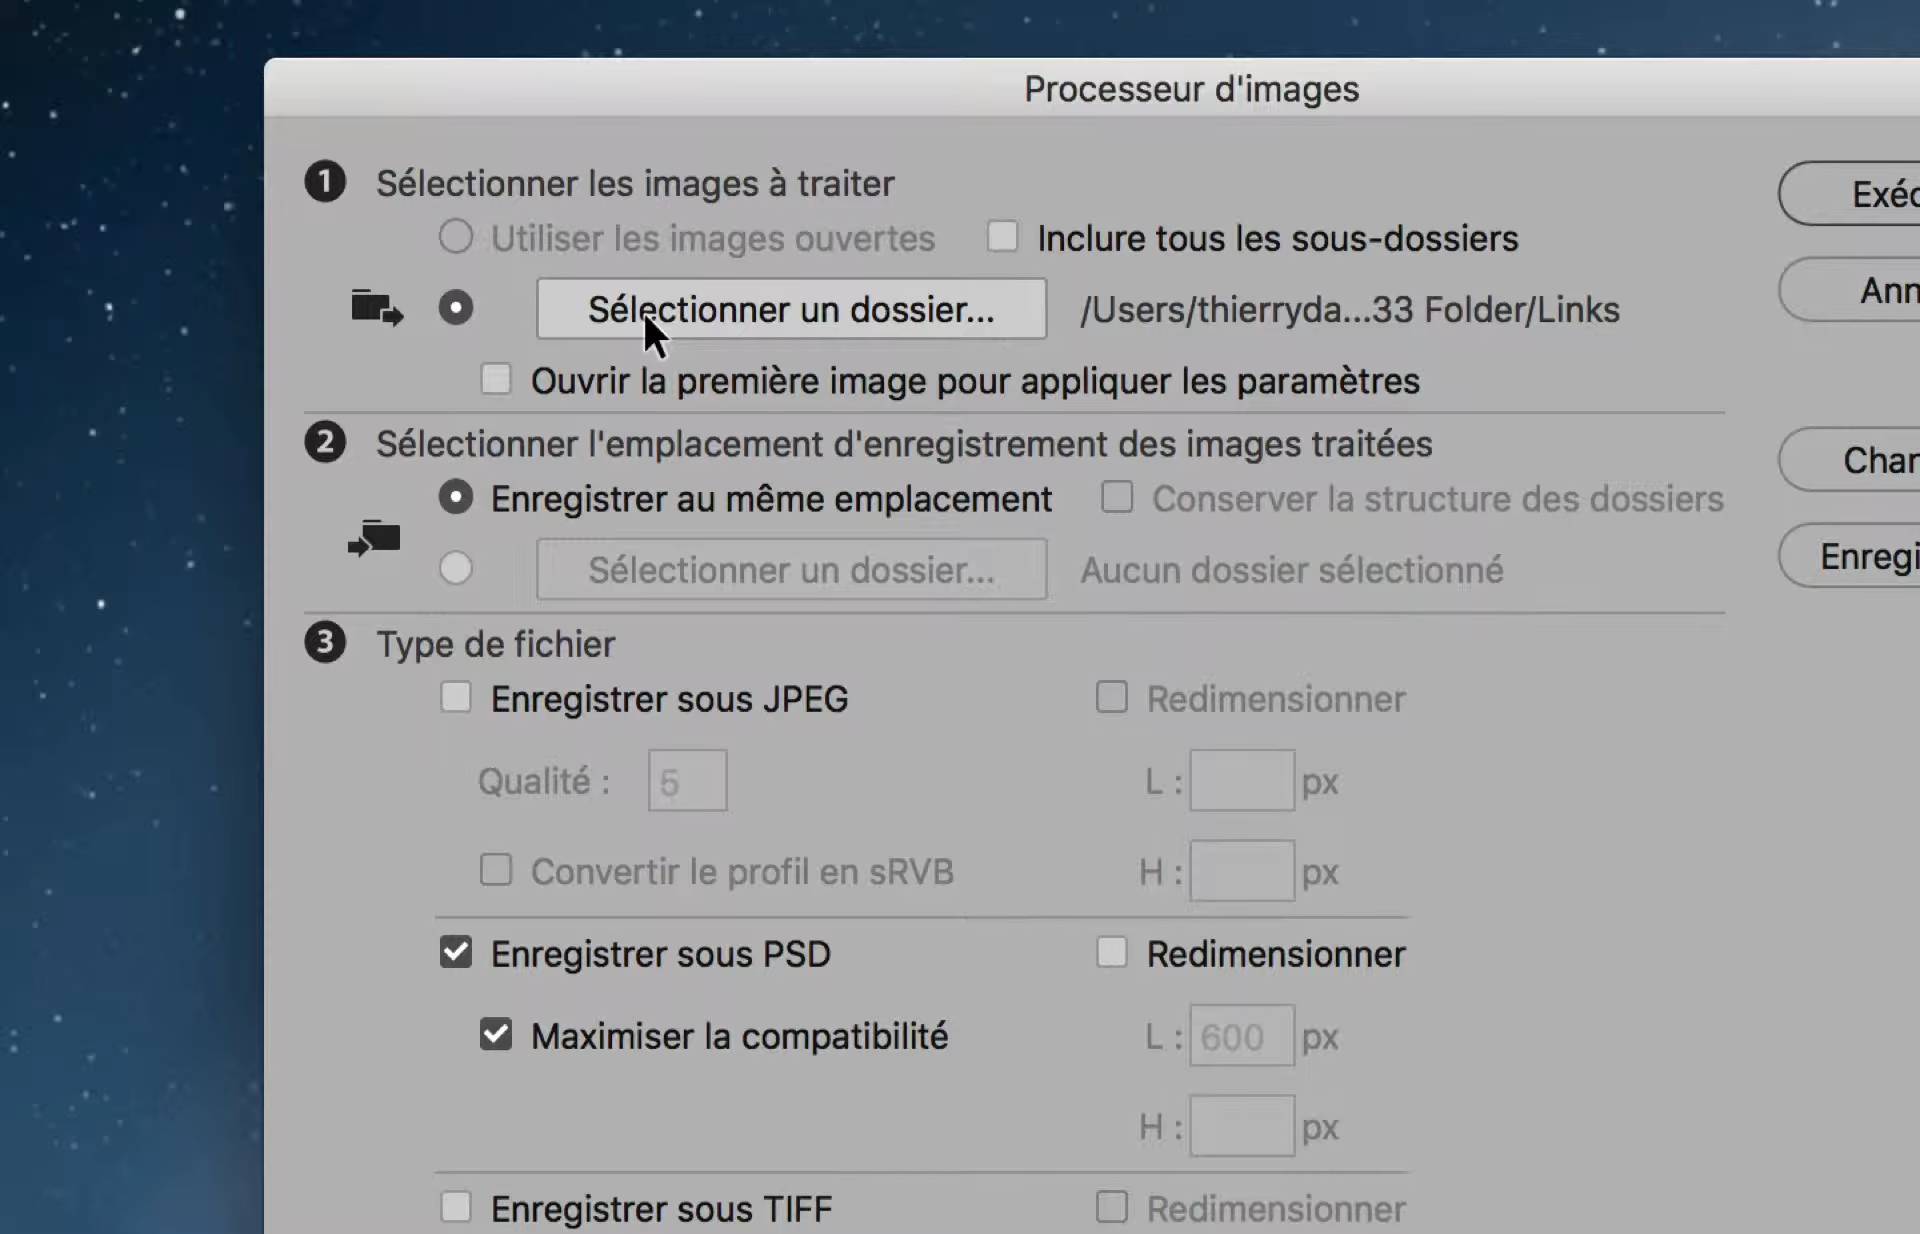 Processeur d'images
1 Sélectionner les images à traiter
Utiliser les images ouvertes Inclure tous les sous-dossiers
Sélectionner un dossier... /Users/thierryda...33 Folder/Links
Ouvrir la première image pour appliquer les paramètres
2 Sélectionner l'emplacement d'enregistrement des images traitées
Enregistrer au même emplacement Conserver la structure des dossiers
Sélectionner un dossier... Aucun dossier sélectionné
3 Type de fichier
Enregistrer sous JPEG Redimensionner
Qualité : 5 L : px
Convertir le profil en sRVB H : px
Enregistrer sous PSD Redimensionner
Maximiser la compatibilité L : 600 px
H : px
Enregistrer sous TIFF Redimensionner
Exéc
Ann
Char
Enregi